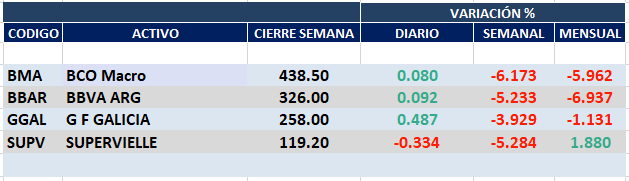 VARIACIÓN %
CODIGO ACTIVO CIERRE SEMANA DIARIO SEMANAL MENSUAL
BMA BCO Macro 438.50 0.080 -6.173 -5.962
BBAR BBVA ARG 326.00 0.092 -5.233 -6.937
GGAL G F GALICIA 258.00 0.487 -3.929 -1.131
SUPV SUPERVIELLE 119.20 -0.334 -5.284 1.880